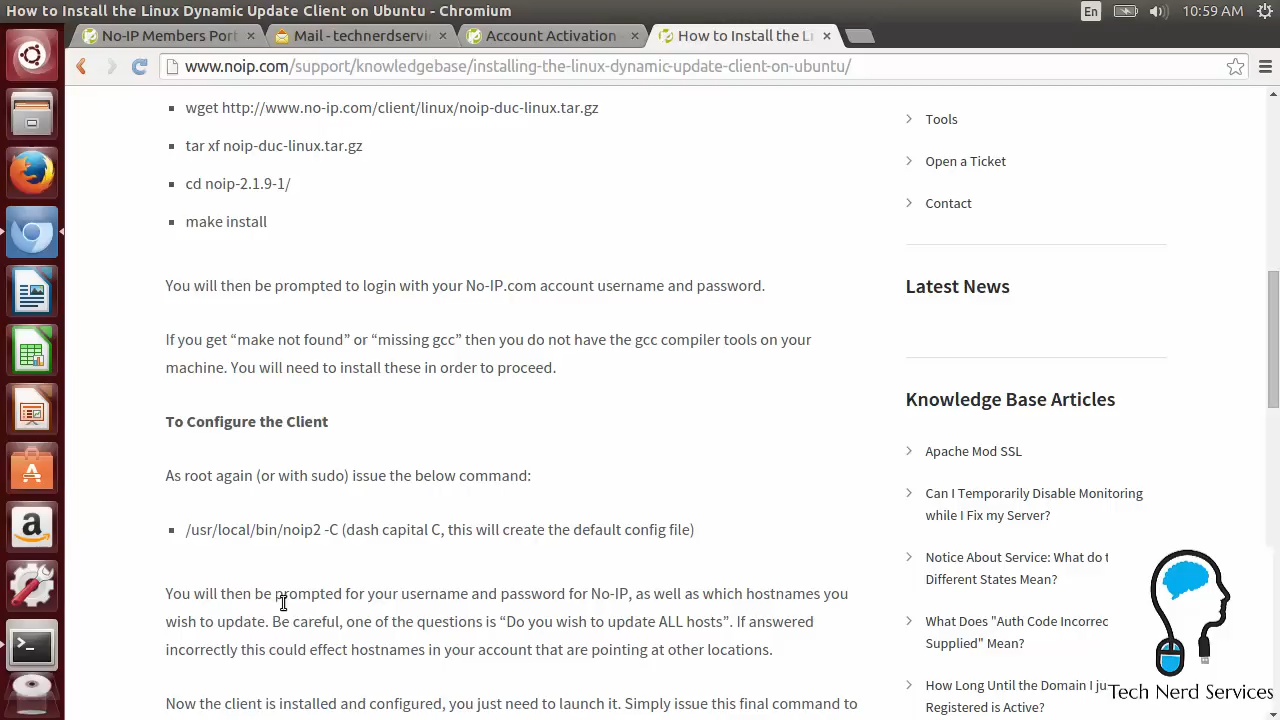 How to Install the Linux Dynamic Update Client on Ubuntu - Chromium
En
10:59 AM
No-IP Members Port
Mail - technerdservi
Account Activation
How to Install the Li
www.noip.com/support/knowledgebase/installing-the-linux-dynamic-update-client-on-ubuntu/
wget http://www.no-ip.com/client/linux/noip-duc-linux.tar.gz
tar xf noip-duc-linux.tar.gz
cd noip-2.1.9-1/
make install
You will then be prompted to login with your No-IP.com account username and password.
If you get “make not found” or “missing gcc” then you do not have the gcc compiler tools on your
machine. You will need to install these in order to proceed.
To Configure the Client
As root again (or with sudo) issue the below command:
/usr/local/bin/noip2 -C (dash capital C, this will create the default config file)
You will then be prompted for your username and password for No-IP, as well as which hostnames you
wish to update. Be careful, one of the questions is “Do you wish to update ALL hosts”. If answered
incorrectly this could effect hostnames in your account that are pointing at other locations.
Now the client is installed and configured, you just need to launch it. Simply issue this final command to
Tools
Open a Ticket
Contact
Latest News
Knowledge Base Articles
Apache Mod SSL
Can I Temporarily Disable Monitoring
while I Fix my Server?
Notice About Service: What do t
Different States Mean?
What Does "Auth Code Incorrec
Supplied" Mean?
How Long Until the Domain I ju
Registered is Active?
Tech Nerd Services